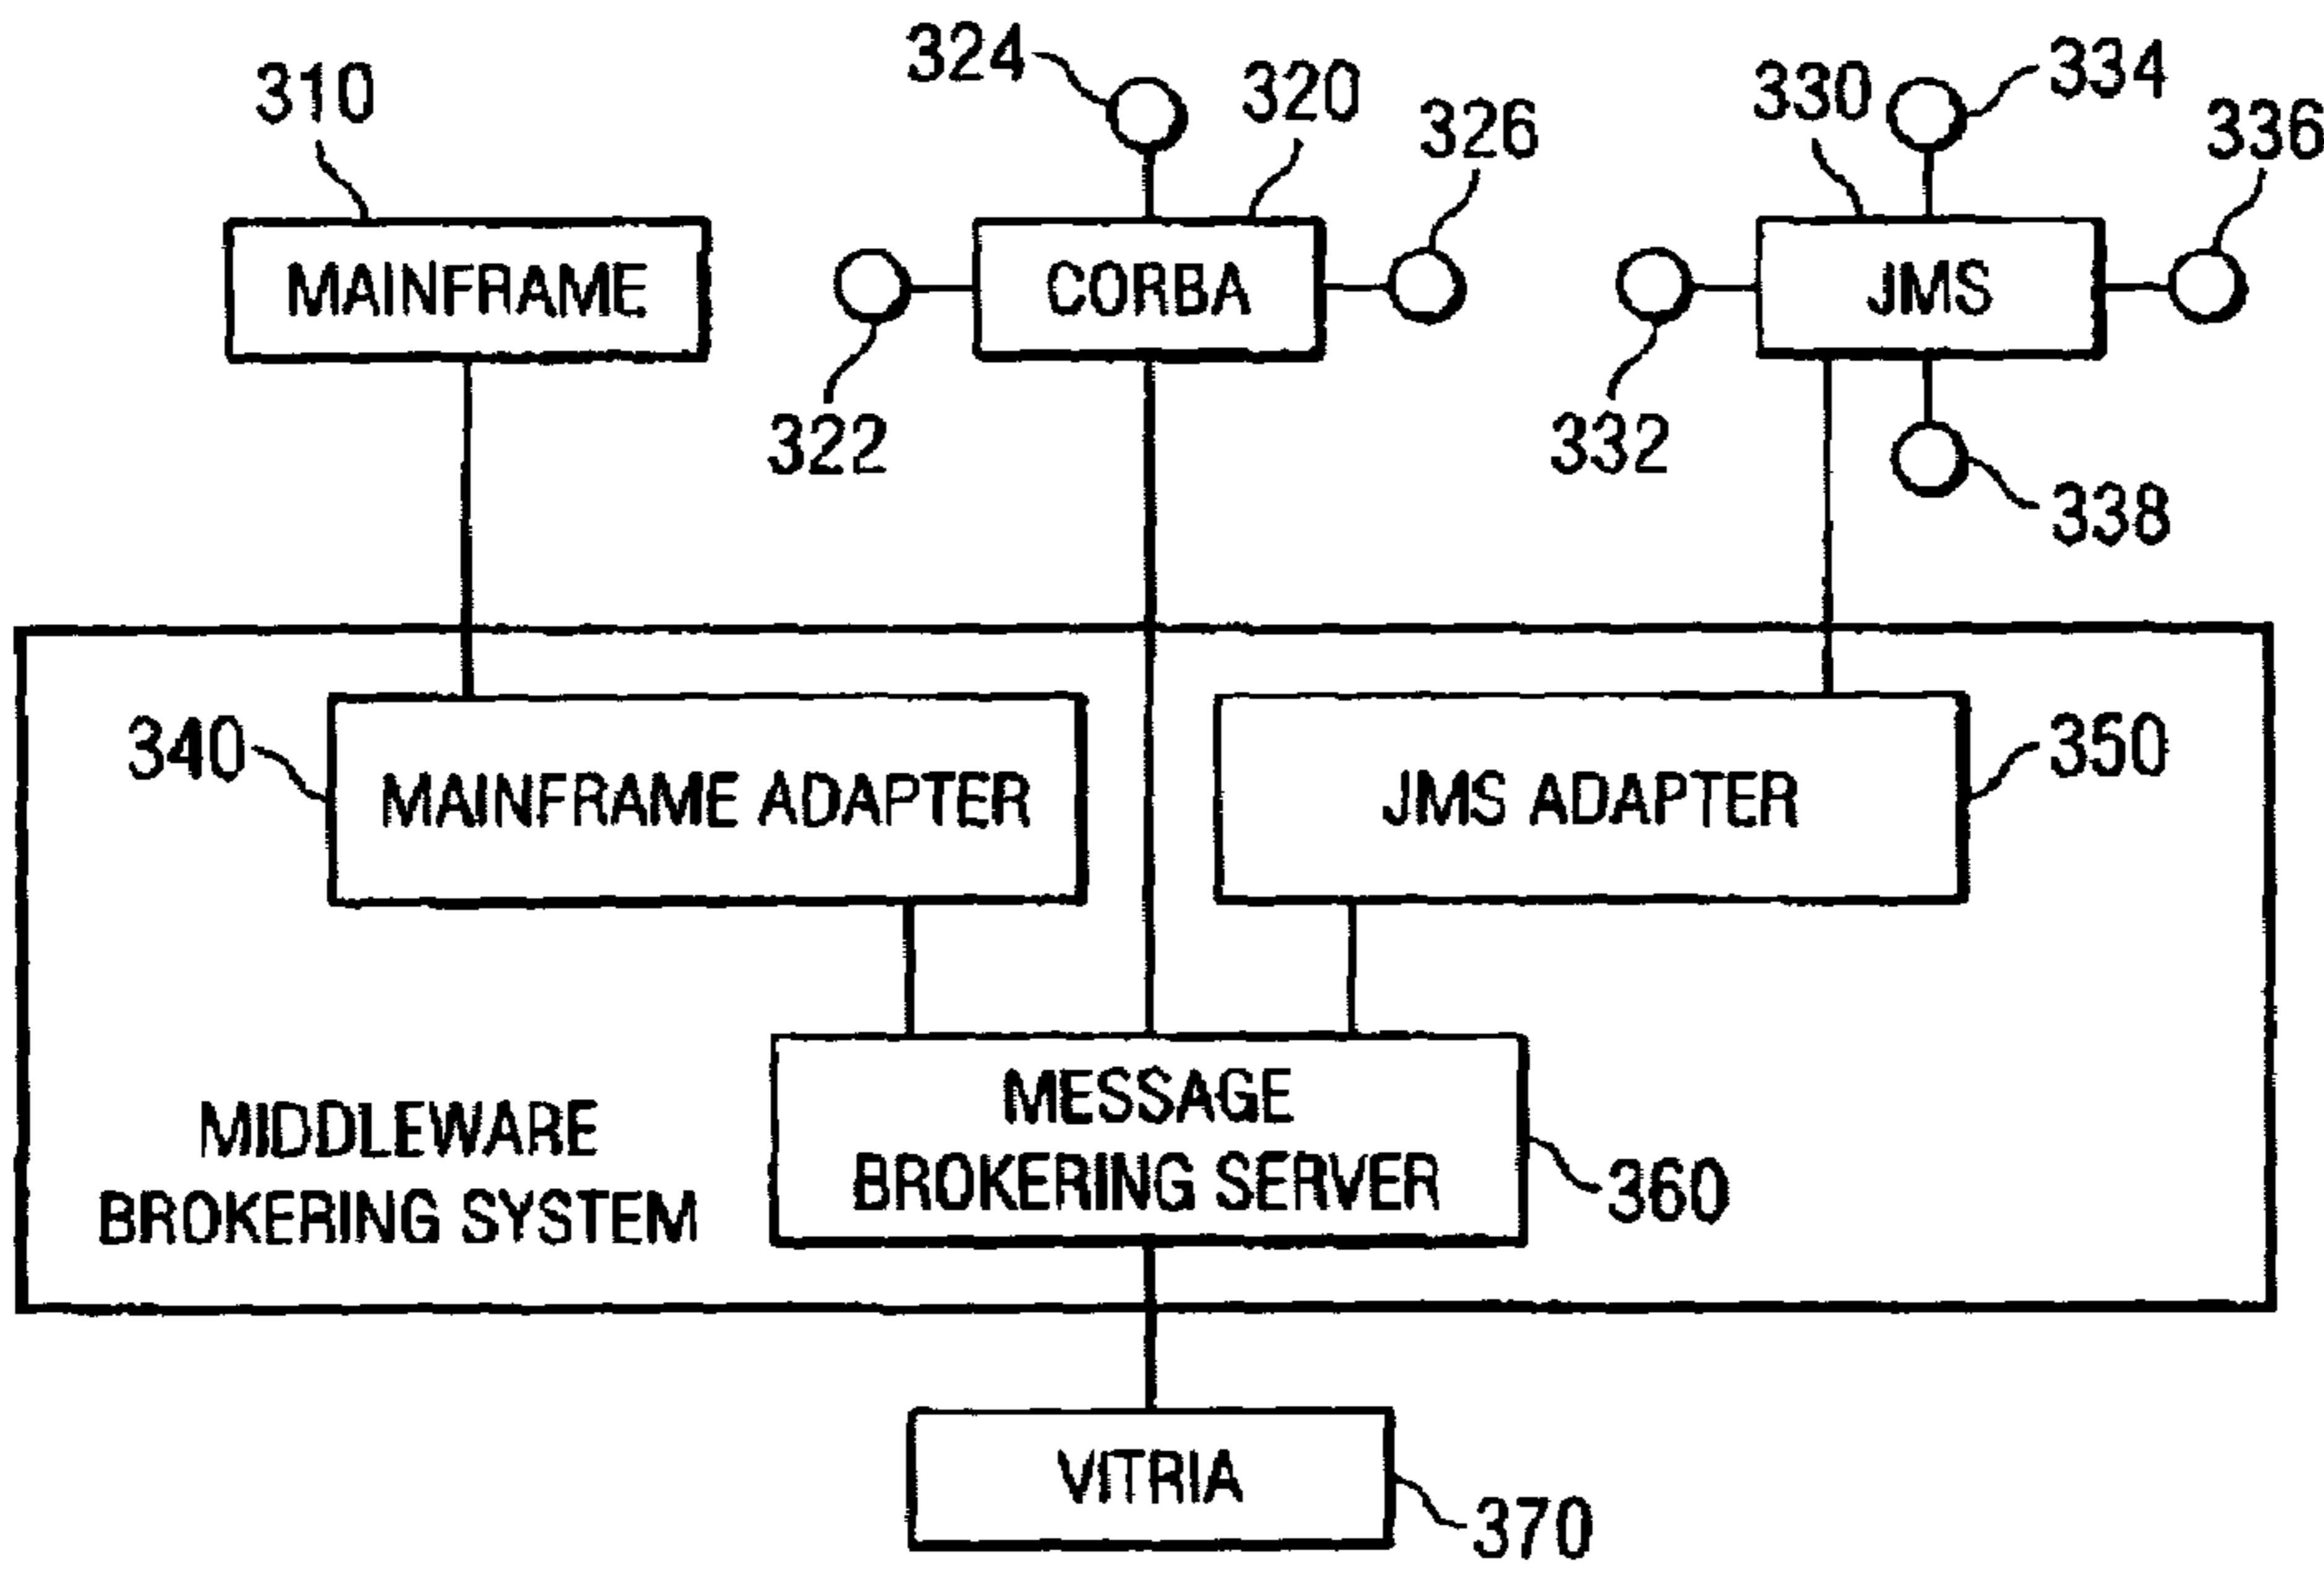 324
310
320
330
334
326
336
MAINFRAME
CORBA
JMS
322
332
338
340
MAINFRAME ADAPTER
JMS ADAPTER
350
MESSAGE
BROKERING SERVER
360
MIDDLEWARE
BROKERING SYSTEM
VITRIA
370